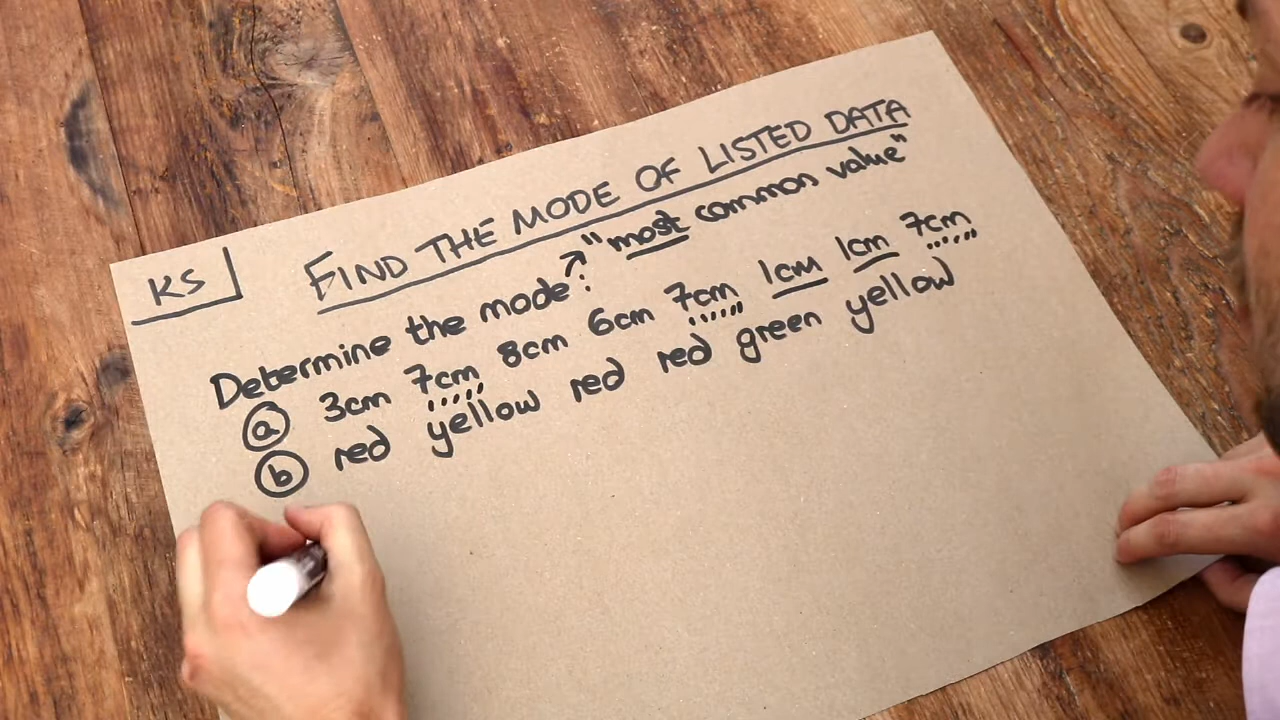 KS
FIND THE MODE OF LISTED DATA
"most common value"
Determine the mode:
a 3cm 7cm 8cm 6cm 7cm 1cm 1cm 7cm
b red yellow red red green yellow